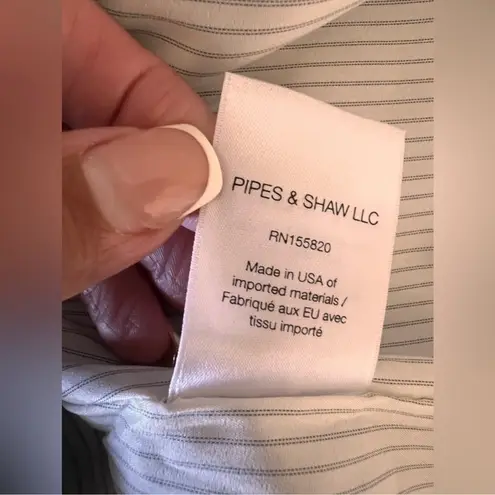 PIPES & SHAW LLC
RN155820
Made in USA of
imported materials /
Fabriqué aux EU avec
tissu importé